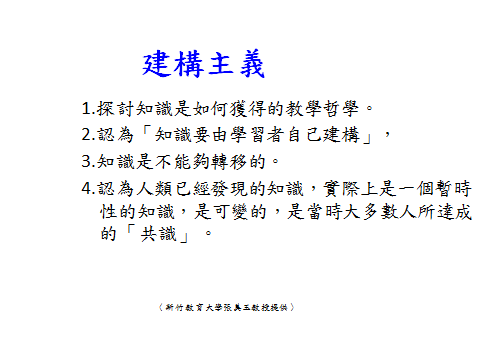 建構主義
1.探討知識是如何獲得的教學哲學。
2.認為「知識要由學習者自己建構」，
3.知識是不能夠轉移的。
4.認為人類已經發現的知識，實際上是一個暫時
性的知識，是可變的，是當時大多數人所達成
的「共識」。
（新竹教育大學張美玉教授提供）